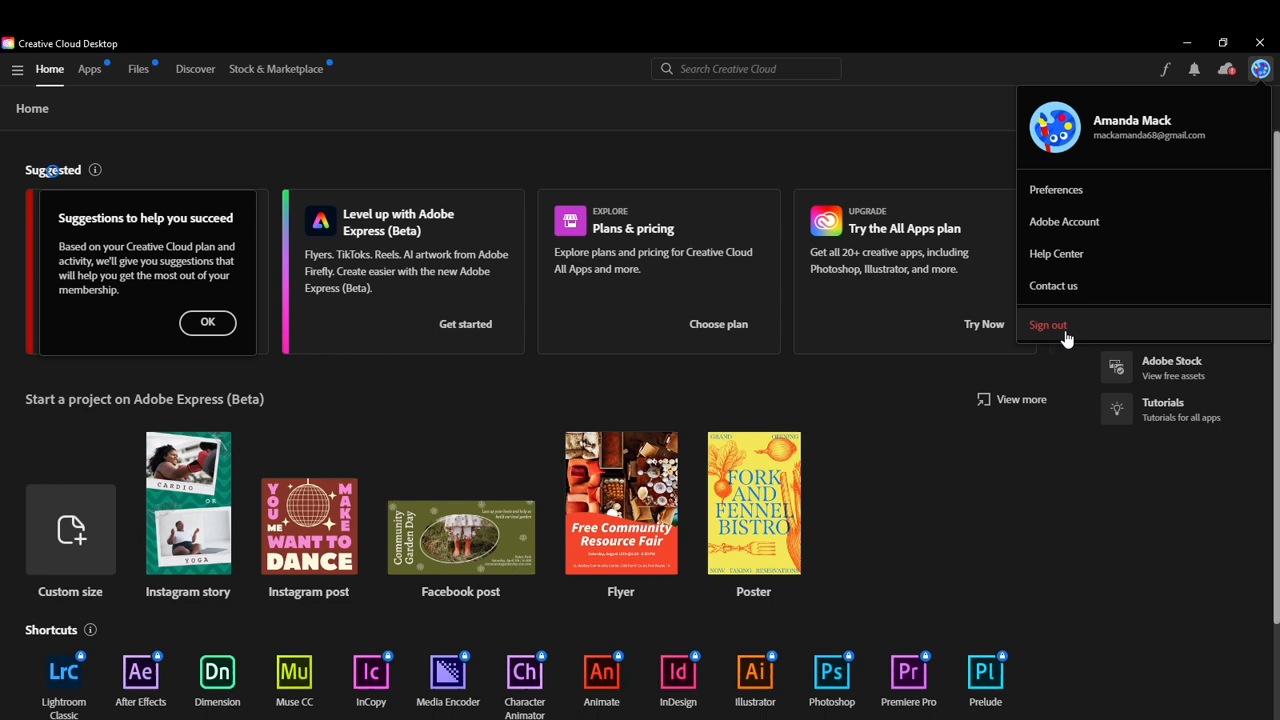 Creative Cloud Desktop
Home Apps Files Discover Stock & Marketplace
Search Creative Cloud
Home
Amanda Mack
mackamanda68@gmail.com
Preferences
Adobe Account
Help Center
Contact us
Sign out
Suggested
Suggestions to help you succeed
Based on your Creative Cloud plan and
activity, we'll give you suggestions that
will help you get the most out of your
membership.
OK
Level up with Adobe
Express (Beta)
Flyers. TikToks. Reels. AI artwork from Adobe
Firefly. Create easier with the new Adobe
Express (Beta).
Get started
EXPLORE
Plans & pricing
Explore plans and pricing for Creative Cloud
All Apps and more.
Choose plan
UPGRADE
Try the All Apps plan
Get all 20+ creative apps, including
Photoshop, Illustrator, and more.
Try Now
Adobe Stock
View free assets
Tutorials
Tutorials for all apps
Start a project on Adobe Express (Beta)
View more
CARDIO
OR
YOGA
YOU MAKE
ME
WANT TO
DANCE
Community
Garden Day
Free Community
Resource Fair
GRAND OPENING
FORK
AND
FENNEL
BISTRO
NOW TAKING RESERVATIONS
Custom size
Instagram story
Instagram post
Facebook post
Flyer
Poster
Shortcuts
LrC Ae Dn Mu Ic Ch An Id Ai Ps Pr Pl
Lightroom
Classic
After Effects
Dimension
Muse CC
InCopy
Media Encoder
Character
Animator
Animate
InDesign
Illustrator
Photoshop
Premiere Pro
Prelude